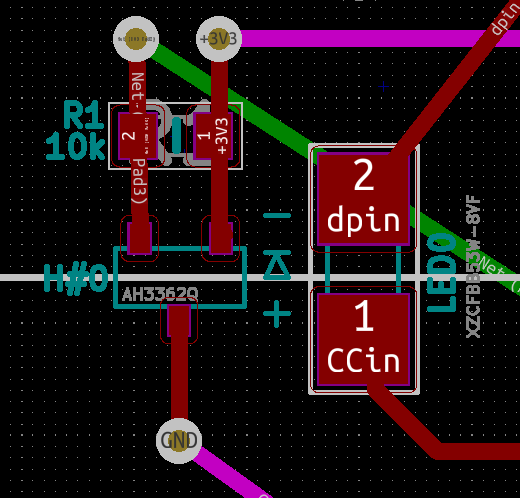 +3V3
dpin
Net-(
Pad3)
R1
10k
2
1
+3V3
2
dpin
H#0
AH3362Q
1
CCin
LED0
XZCFBB53W-8VF
Net-(
GND